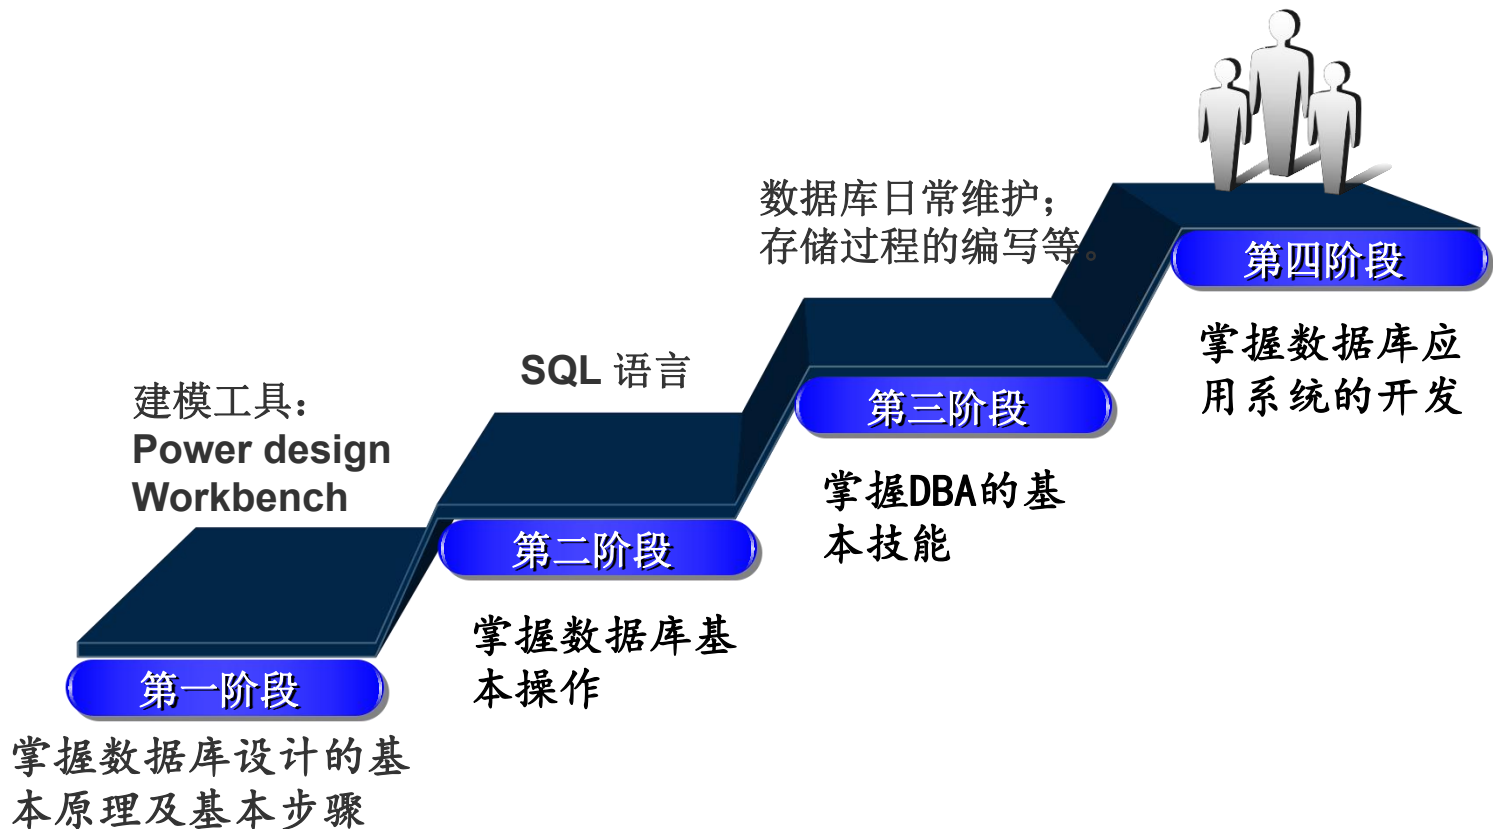 建模工具：
Power design
Workbench
第一阶段
掌握数据库设计的基
本原理及基本步骤
SQL 语言
第二阶段
掌握数据库基
本操作
数据库日常维护；
存储过程的编写等。
第三阶段
掌握DBA的基
本技能
第四阶段
掌握数据库应
用系统的开发